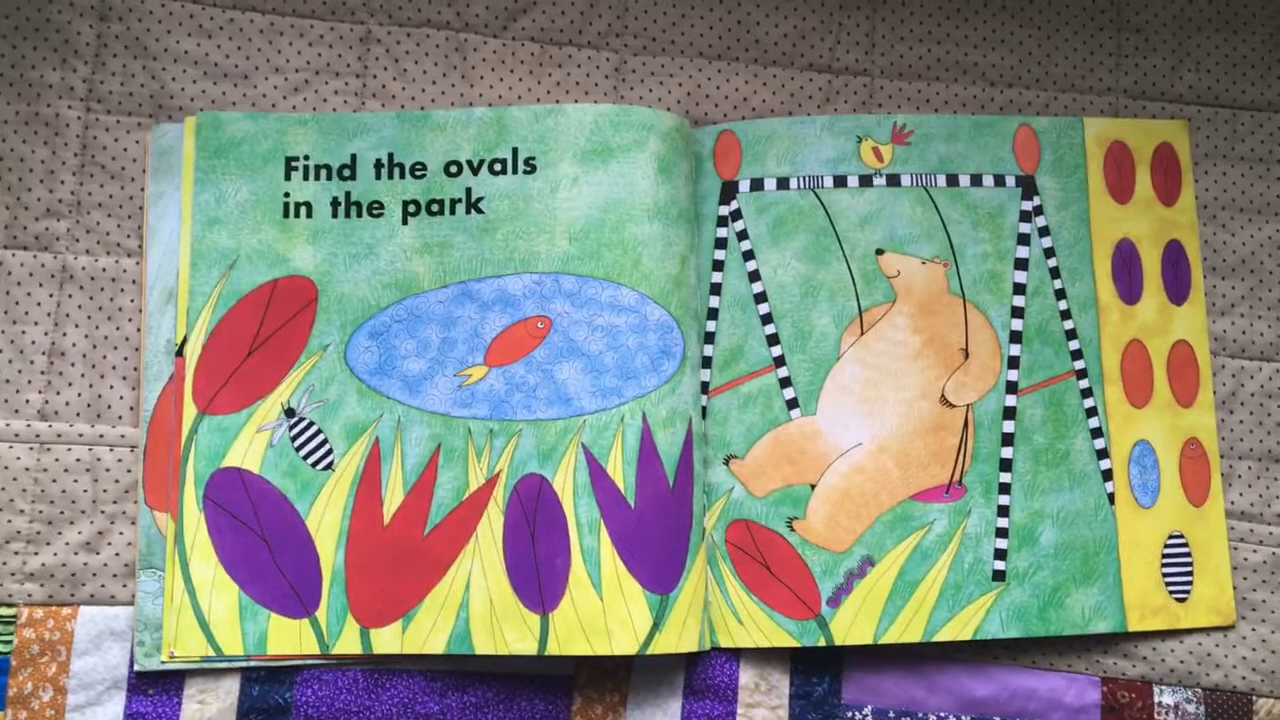 Find the ovals
in the park